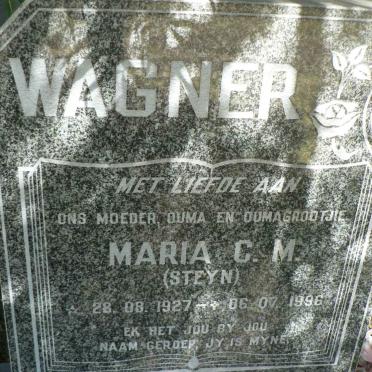 WAGNER
MET LIEFDE AAN
ONS MOEDER, OUMA EN OUMAGROOTJIE
MARIA C. M.
(STEYN)
28. 08. 1927 - 06. 07. 1996
EK HET JOU BY JOU
NAAM GEROEP, JY IS MYNE